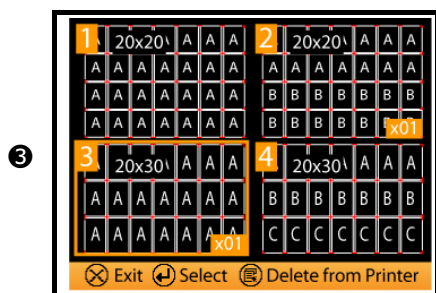 1 20x20 A A A 2 20x20 A A A
A A A A A A A A A A A A A A
A A A A A A A B B B B B B B
A A A A A A A B B B B B x01
❸
3 20x30 A A A 4 20x30 A A A
A A A A A A A B B B B B B B
A A A A A A x01 C C C C C C C
Exit Select Delete from Printer